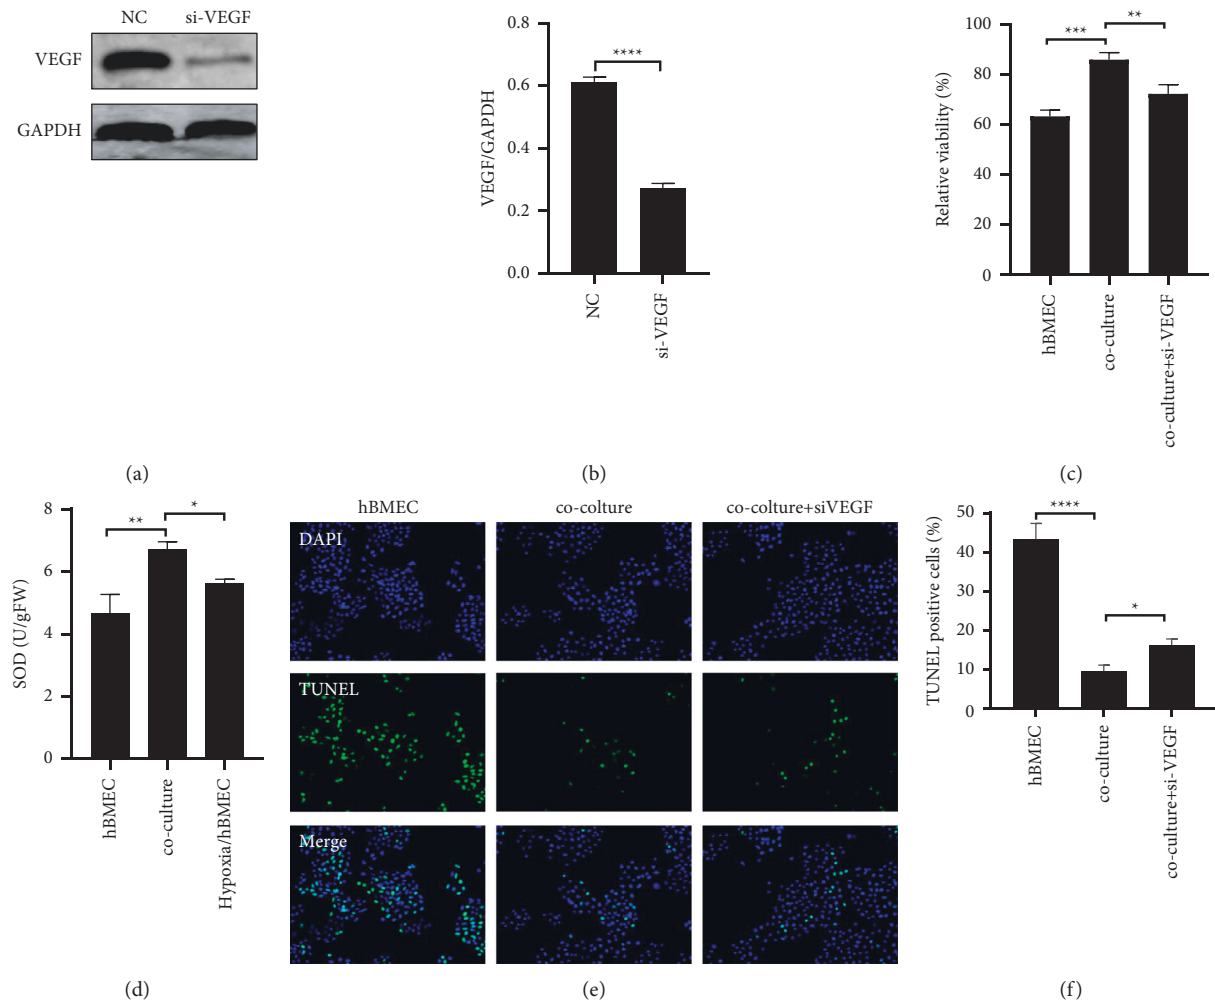 NC si-VEGF
VEGF
GAPDH
(a)
0.8
0.6
0.4
0.2
0.0
VEGF/GAPDH
****
NC
si-VEGF
(b)
100
80
60
40
20
0
Relative viability (%)
***
**
hBMEC
co-culture
co-culture+si-VEGF
(c)
8
6
4
2
0
SOD (U/gFW)
**
*
hBMEC
co-culture
Hypoxia/hBMEC
(d)
hBMEC co-colture co-colture+siVEGF
DAPI
TUNEL
Merge
(e)
50
40
30
20
10
0
TUNEL positive cells (%)
****
*
hBMEC
co-culture
co-culture+si-VEGF
(f)